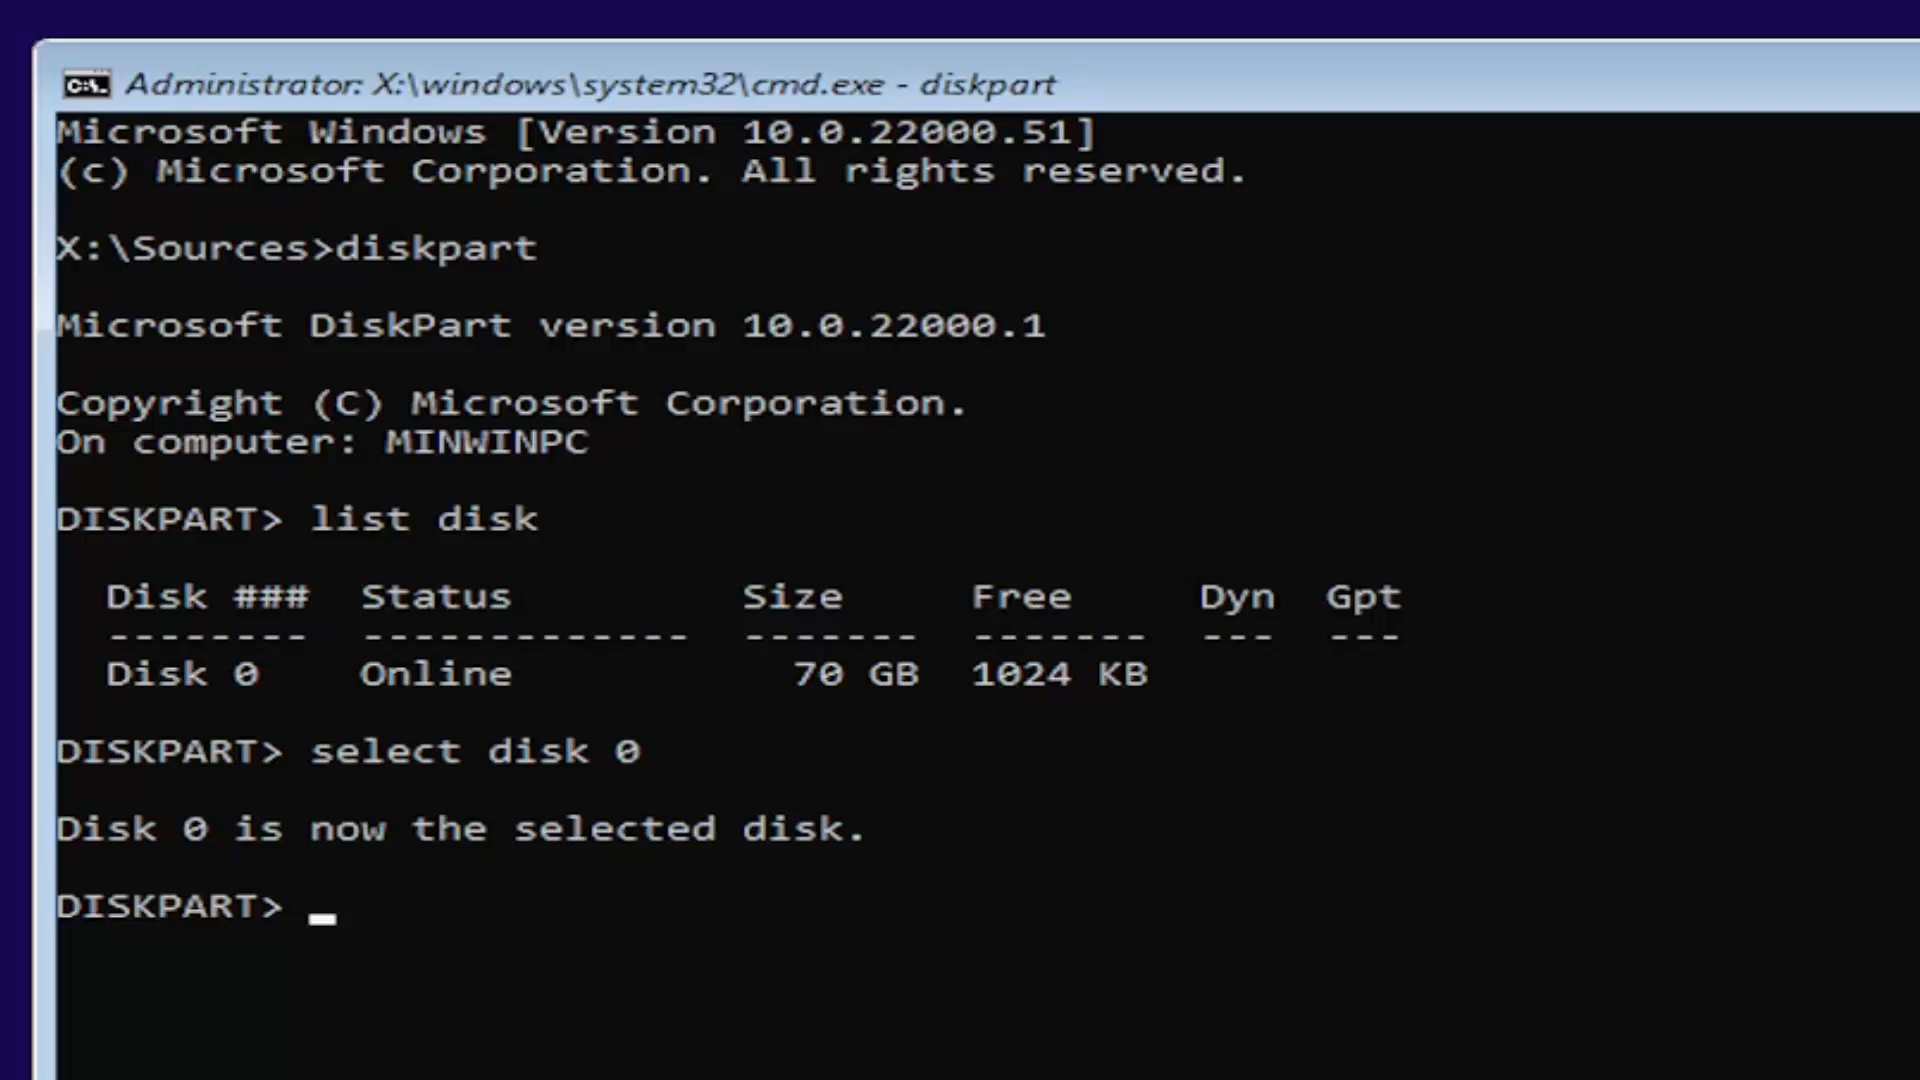 Administrator: X:\windows\system32\cmd.exe - diskpart
Microsoft Windows [Version 10.0.22000.51]
(c) Microsoft Corporation. All rights reserved.
X:\Sources>diskpart
Microsoft DiskPart version 10.0.22000.1
Copyright (C) Microsoft Corporation.
On computer: MINWINPC
DISKPART> list disk
  Disk ###  Status         Size     Free     Dyn  Gpt
  --------  -------------  -------  -------  ---  ---
  Disk 0    Online           70 GB  1024 KB
DISKPART> select disk 0
Disk 0 is now the selected disk.
DISKPART>